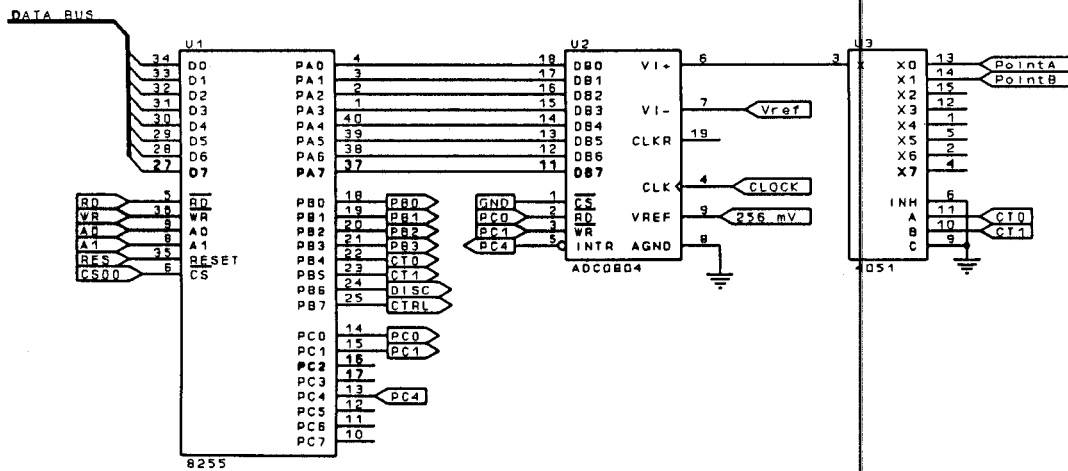 DATA BUS
U1
34 D0 PA0 4
33 D1 PA1 3
32 D2 PA2 2
31 D3 PA3 1
30 D4 PA4 40
29 D5 PA5 39
28 D6 PA6 38
27 D7 PA7 37
RD 5 RD PB0 18 PB0
WR 36 WR PB1 19 PB1
A0 9 A0 PB2 20 PB2
A1 8 A1 PB3 21 PB3
RES 35 RESET PB4 22 CT0
CS00 6 CS PB5 23 CT1
PB6 24 DISC
PB7 25 CTRL
PC0 14 PC0
PC1 15 PC1
PC2 16
PC3 17
PC4 13 PC4
PC5 12
PC6 11
PC7 10
8255
U2
18 DB0 VI+ 6
17 DB1
16 DB2
15 DB3 VI- 7 Vref
14 DB4
13 DB5 CLKR 19
12 DB6
11 DB7
CLK 4 CLOCK
GND 1 CS
PC0 2 RD VREF 9 256 mV
PC1 3 WR
PC4 5 INTR AGND 8
ADC0804
U3
3 X X0 13 PointA
X1 14 PointB
X2 15
X3 12
X4 1
X5 5
X6 2
X7 4
INH 6
A 11 CT0
B 10 CT1
C 9
4051